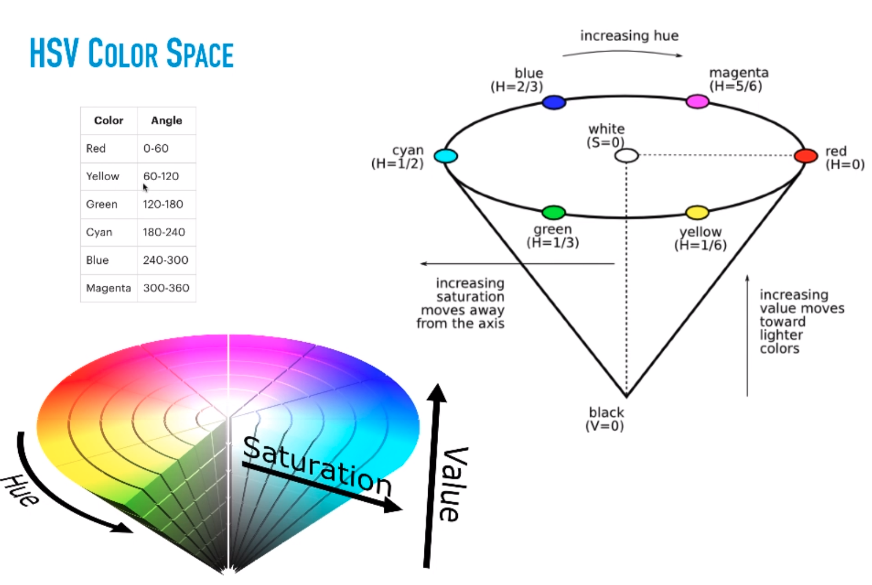 HSV COLOR SPACE
Color Angle
Red 0-60
Yellow 60-120
Green 120-180
Cyan 180-240
Blue 240-300
Magenta 300-360
increasing hue
blue
(H=2/3)
magenta
(H=5/6)
white
(S=0)
cyan
(H=1/2)
red
(H=0)
green
(H=1/3)
yellow
(H=1/6)
increasing
saturation
moves away
from the axis
increasing
value moves
toward
lighter
colors
black
(V=0)
Hue
Saturation
Value